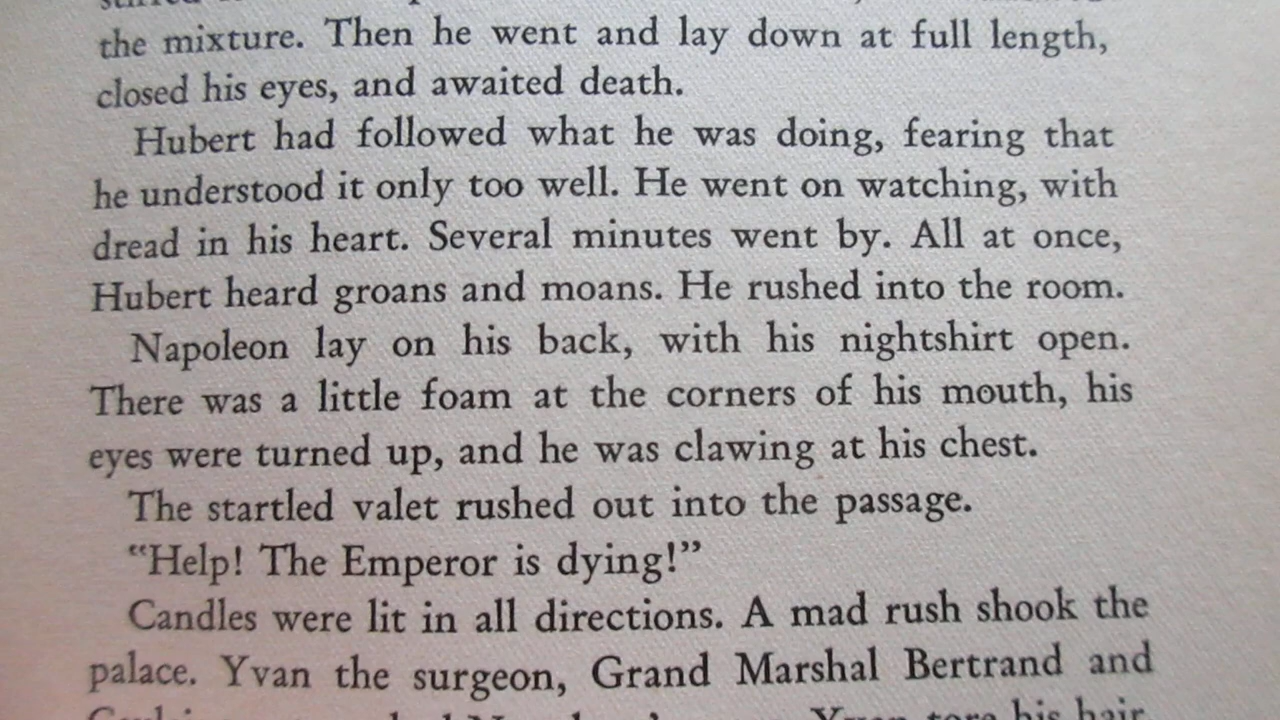 the mixture. Then he went and lay down at full length,
closed his eyes, and awaited death.
Hubert had followed what he was doing, fearing that
he understood it only too well. He went on watching, with
dread in his heart. Several minutes went by. All at once,
Hubert heard groans and moans. He rushed into the room.
Napoleon lay on his back, with his nightshirt open.
There was a little foam at the corners of his mouth, his
eyes were turned up, and he was clawing at his chest.
The startled valet rushed out into the passage.
“Help! The Emperor is dying!”
Candles were lit in all directions. A mad rush shook the
palace. Yvan the surgeon, Grand Marshal Bertrand and
Yvan tore his hair